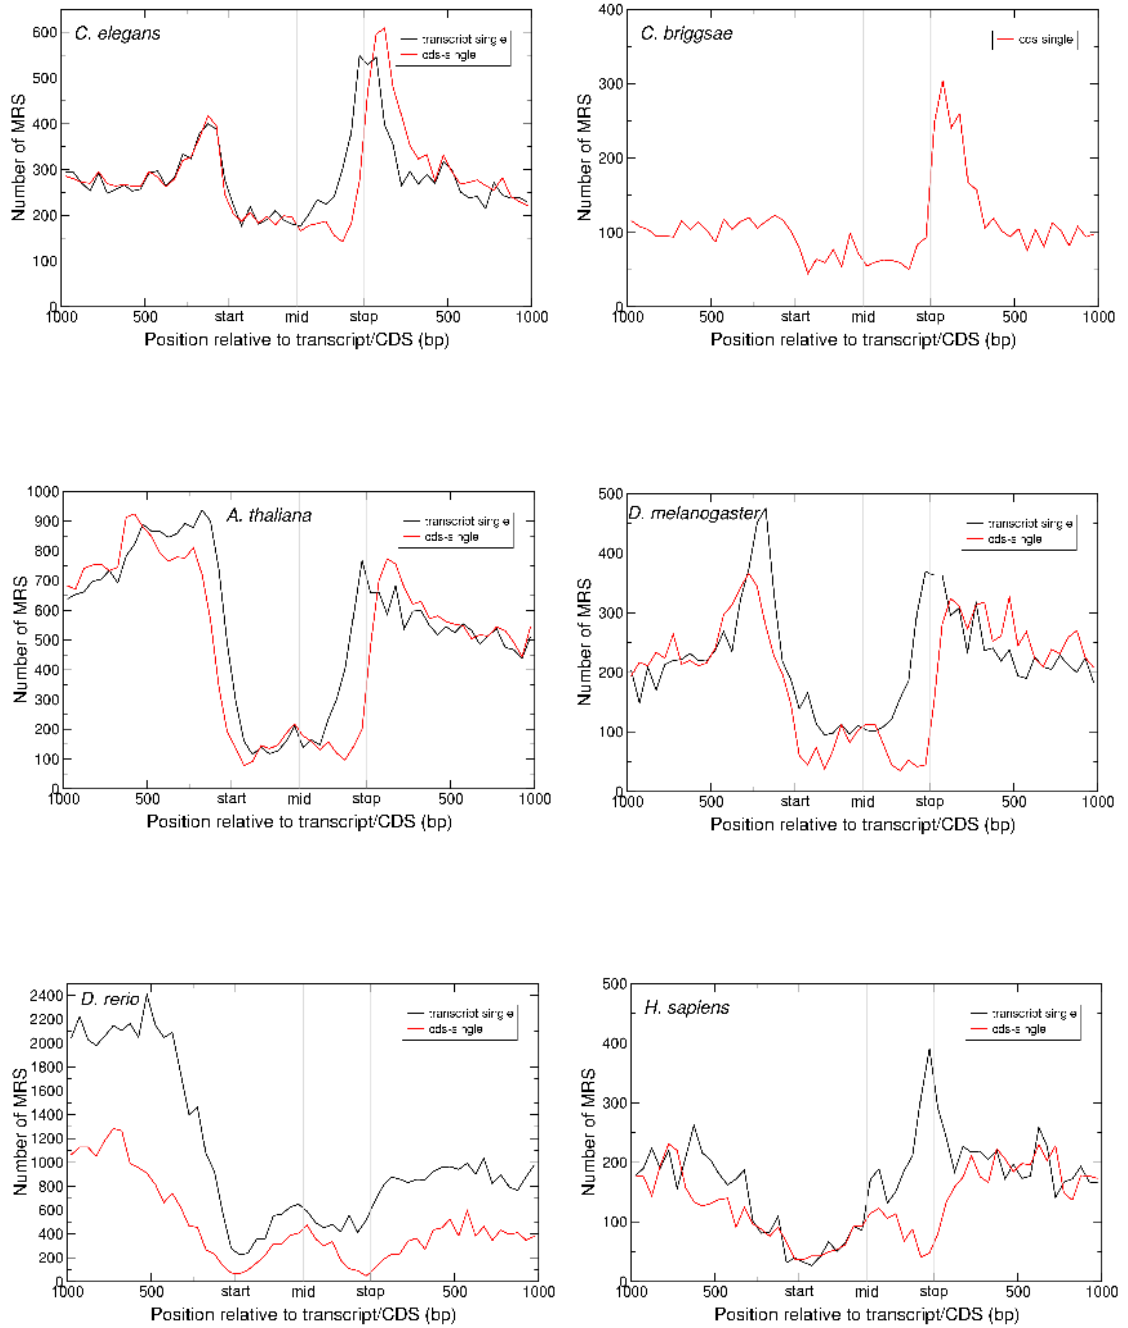 C. elegans
transcript single
cds-single
Number of MRS
600
500
400
300
200
100
0
1000 500 start mid stop 500 1000
Position relative to transcript/CDS (bp)
C. briggsae
cds single
Number of MRS
400
300
200
100
0
1000 500 start mid stop 500 1000
Position relative to transcript/CDS (bp)
A. thaliana
transcript single
cds-single
Number of MRS
1000
900
800
700
600
500
400
300
200
100
0
1000 500 start mid stop 500 1000
Position relative to transcript/CDS (bp)
D. melanogaster
transcript single
cds-single
Number of MRS
500
400
300
200
100
0
1000 500 start mid stop 500 1000
Position relative to transcript/CDS (bp)
D. rerio
transcript single
cds-single
Number of MRS
2400
2200
2000
1800
1600
1400
1200
1000
800
600
400
200
0
1000 500 start mid stop 500 1000
Position relative to transcript/CDS (bp)
H. sapiens
transcript single
cds-single
Number of MRS
500
400
300
200
100
0
1000 500 start mid stop 500 1000
Position relative to transcript/CDS (bp)